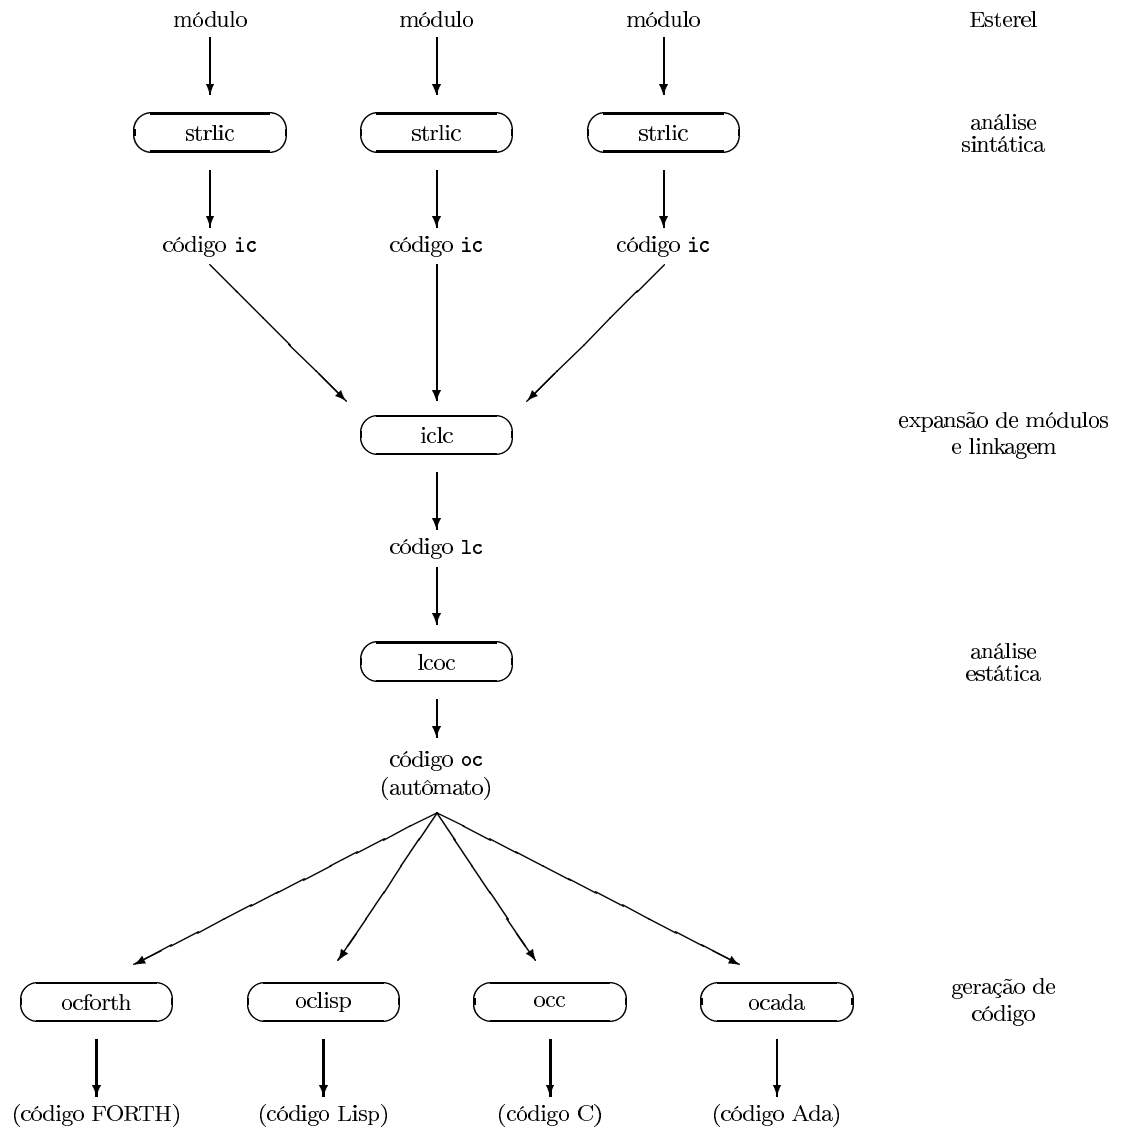 módulo módulo módulo Esterel
análise
strlic strlic strlic
sintática
código ic código ic código ic
expansão de módulos
iclc
e linkagem
código lc
análise
lcoc
estática
código oc
(autômato)
geração de
ocforth oclisp occ ocada
código
(código FORTH) (código Lisp) (código C) (código Ada)